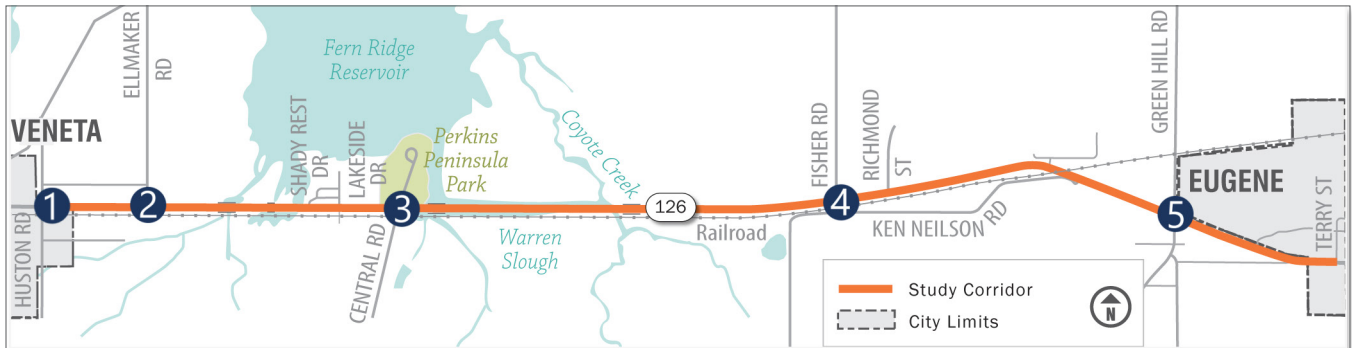 VENETA
HUSTON RD
1
ELLMAKER
RD
2
Fern Ridge
Reservoir
SHADY REST
DR
LAKESIDE
DR
Perkins
Peninsula
Park
3
CENTRAL RD
Coyote Creek
Warren
Slough
126
Railroad
FISHER RD
4
RICHMOND
ST
KEN NEILSON
RD
GREEN HILL RD
5
EUGENE
TERRY ST
Study Corridor
City Limits
N